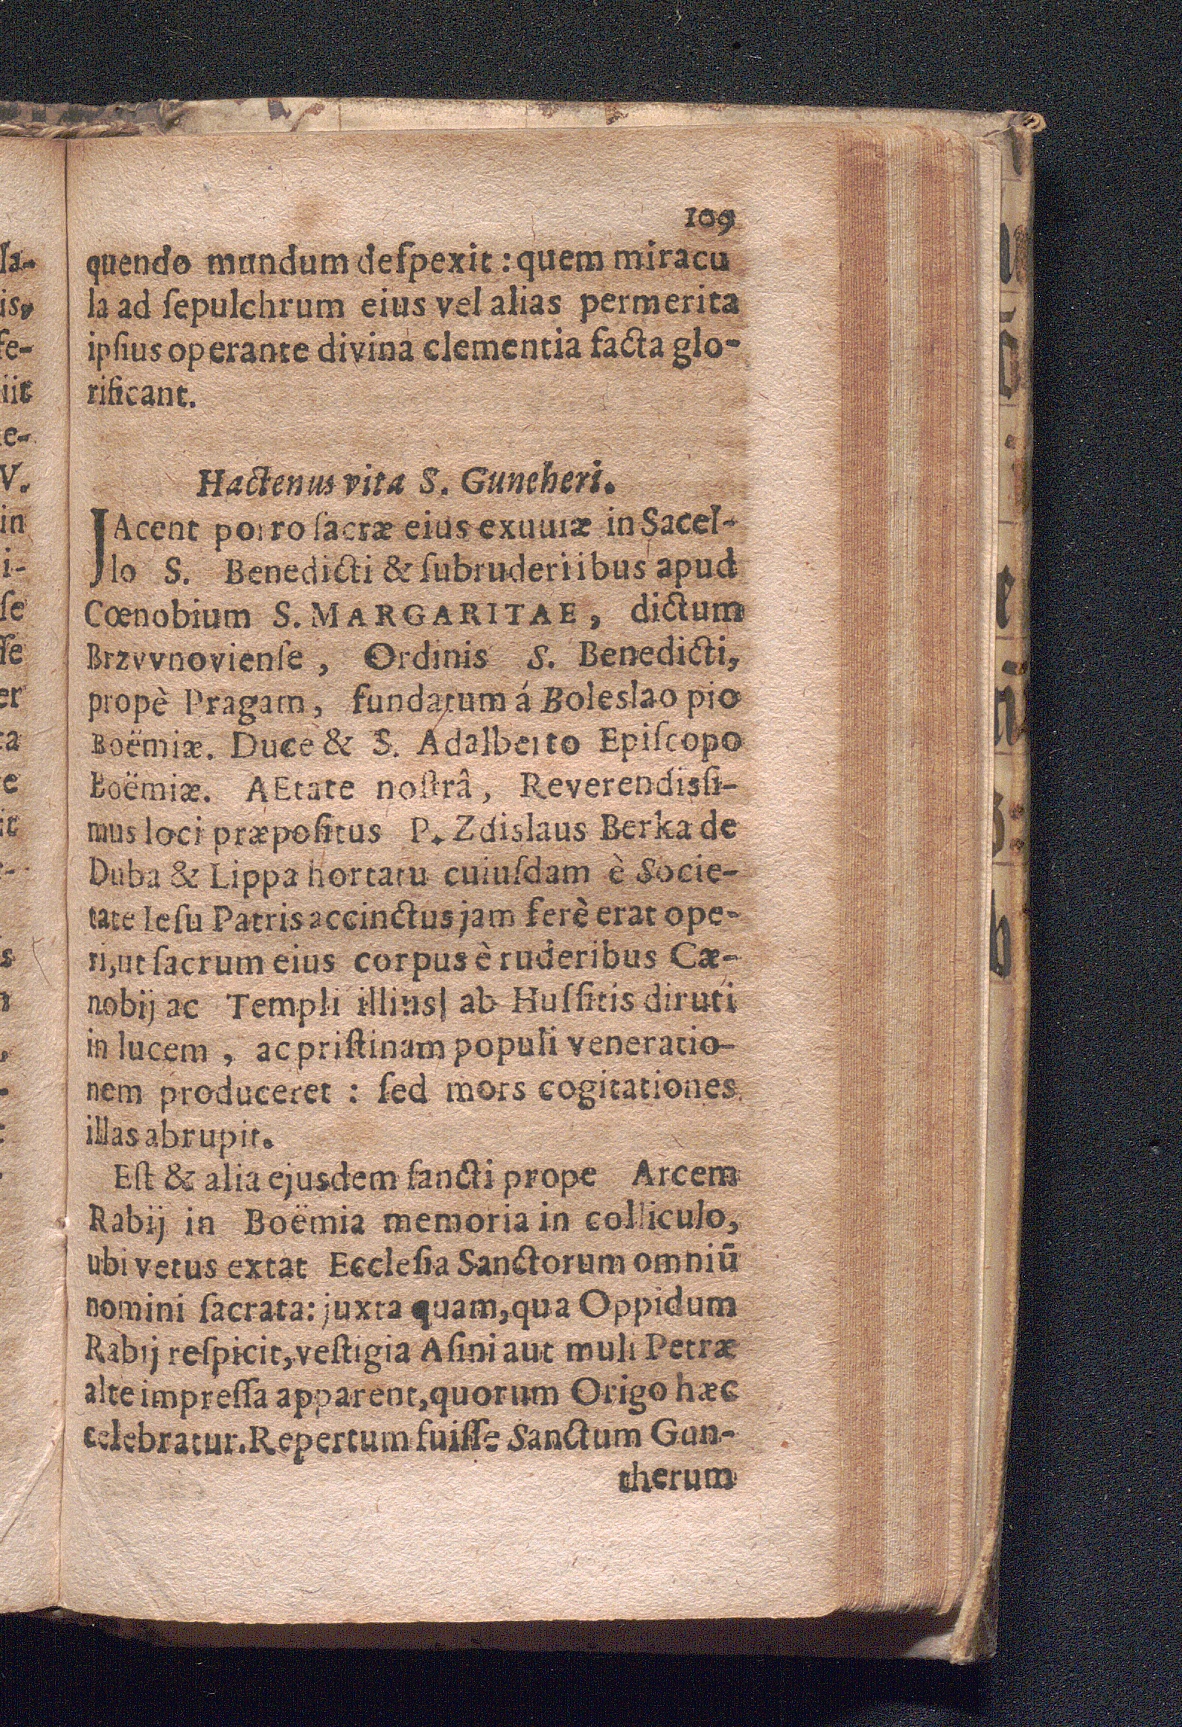 109
quendo mundum deſpexit : quem miracu
la ad ſepulchrum eius vel alias permerita
ipſius operante divina clementia facta glo-
rificant.
Hactenus vita S. Guntheri.
JAcent porro ſacræ eius exuuiæ in Sacel-
lo S. Benedicti & ſubruderiibus apud
Cœnobium S. MARGARITAE, dictum
Brzvvnovienſe, Ordinis S. Benedicti,
propè Pragam, fundatum á Boleslao pio
Boëmiæ. Duce & S. Adalberto Epiſcopo
Boëmiæ. AEtate noſtrâ, Reverendisſi-
mus loci præpoſitus P. Zdislaus Berka de
Duba & Lippa hortatu cuiuſdam è Socie-
tate Ieſu Patris accinctus jam ferè erat ope-
ri, ut ſacrum eius corpus è ruderibus Cæ-
nobij ac Templi illius ab Huſſitis diruti
in lucem, ac priſtinam populi veneratio-
nem produceret : ſed mors cogitationes
illas abrupit.
Eſt & alia ejusdem ſancti prope Arcem
Rabij in Boëmia memoria in colliculo,
ubi vetus extat Eccleſia Sanctorum omniū
nomini ſacrata: juxta quam, qua Oppidum
Rabij reſpicit, veſtigia Aſini aut muli Petræ
alte impreſſa apparent, quorum Origo hæc
celebratur. Repertum fuiſſe Sanctum Gun-
therum